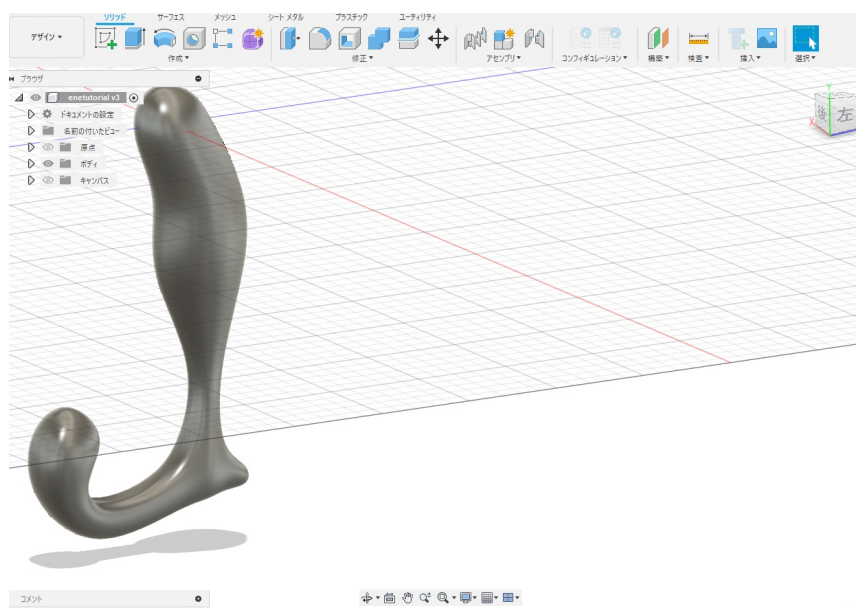 ソリッド サーフェス メッシュ シート メタル プラスチック ユーティリティ
デザイン
作成 修正 アセンブリ コンフィギュレーション 構築 検査 挿入 選択
ブラウザ
enetutorial v3
ドキュメントの設定
名前の付いたビュー
原点
ボディ
キャンバス
Y
X
後 左
コメント